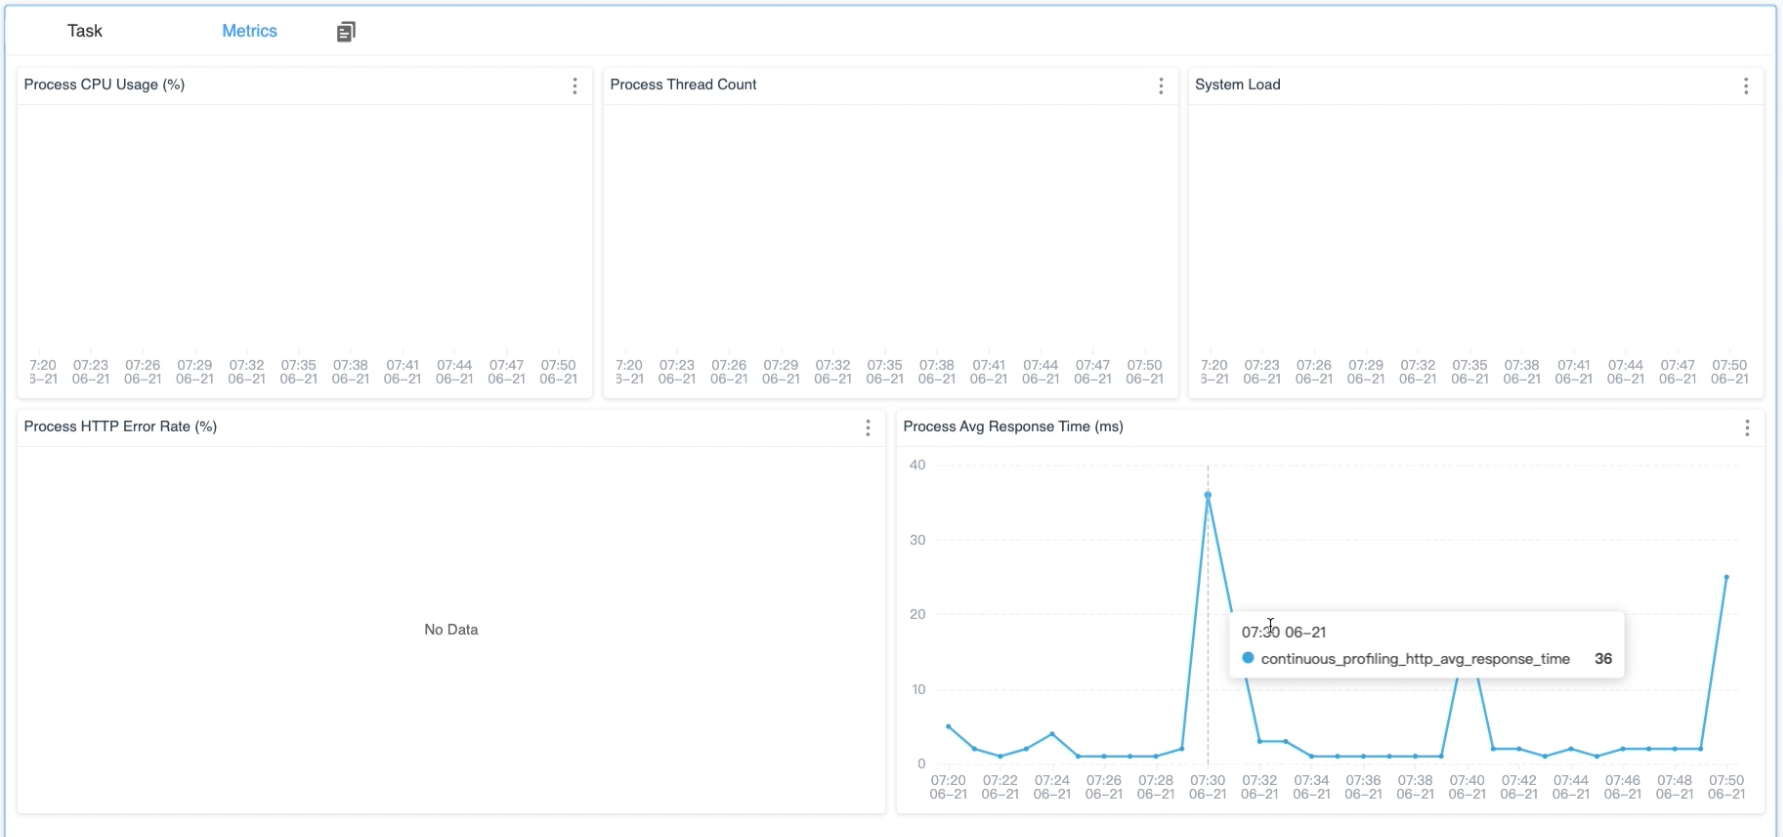 Task Metrics
Process CPU Usage (%)
7:20 07:23 07:26 07:29 07:32 07:35 07:38 07:41 07:44 07:47 07:50
06–21 06–21 06–21 06–21 06–21 06–21 06–21 06–21 06–21 06–21
Process Thread Count
7:20 07:23 07:26 07:29 07:32 07:35 07:38 07:41 07:44 07:47 07:50
06–21 06–21 06–21 06–21 06–21 06–21 06–21 06–21 06–21 06–21
System Load
7:20 07:23 07:26 07:29 07:32 07:35 07:38 07:41 07:44 07:47 07:50
06–21 06–21 06–21 06–21 06–21 06–21 06–21 06–21 06–21 06–21
Process HTTP Error Rate (%)
No Data
Process Avg Response Time (ms)
40
30
20
10
0
07:30 06–21
continuous_profiling_http_avg_response_time 36
07:20 07:22 07:24 07:26 07:28 07:30 07:32 07:34 07:36 07:38 07:40 07:42 07:44 07:46 07:48 07:50
06–21 06–21 06–21 06–21 06–21 06–21 06–21 06–21 06–21 06–21 06–21 06–21 06–21 06–21 06–21 06–21